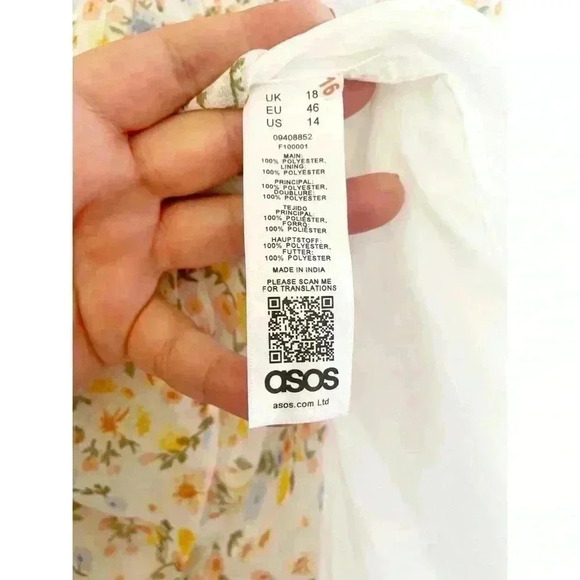 UK 18
EU 46
US 14
16
09408852
F100001
MAIN:
100% POLYESTER,
LINING:
100% POLYESTER
PRINCIPAL:
100% POLYESTER,
DOUBLURE:
100% POLYESTER
TEJIDO
PRINCIPAL:
100% POLIÉSTER,
FORRO:
100% POLIÉSTER
HAUPTSTOFF:
100% POLYESTER,
FUTTER:
100% POLYESTER
MADE IN INDIA
PLEASE SCAN ME
FOR TRANSLATIONS
asos
asos.com Ltd